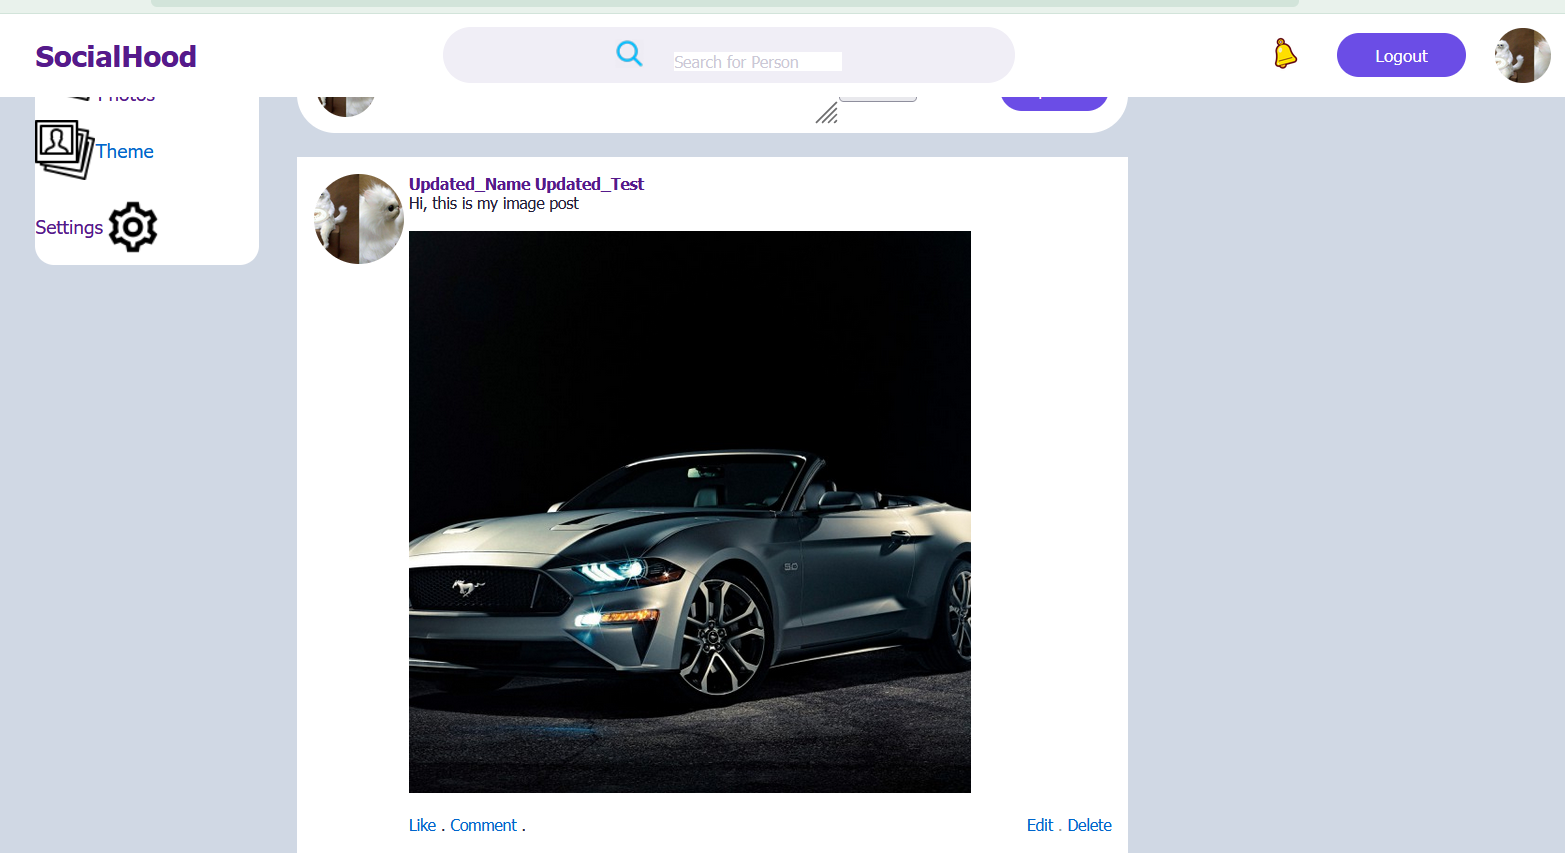 SocialHood
Search for Person
Logout
Photos
Theme
Settings
Updated_Name Updated_Test
Hi, this is my image post
5.0
Like . Comment .
Edit . Delete